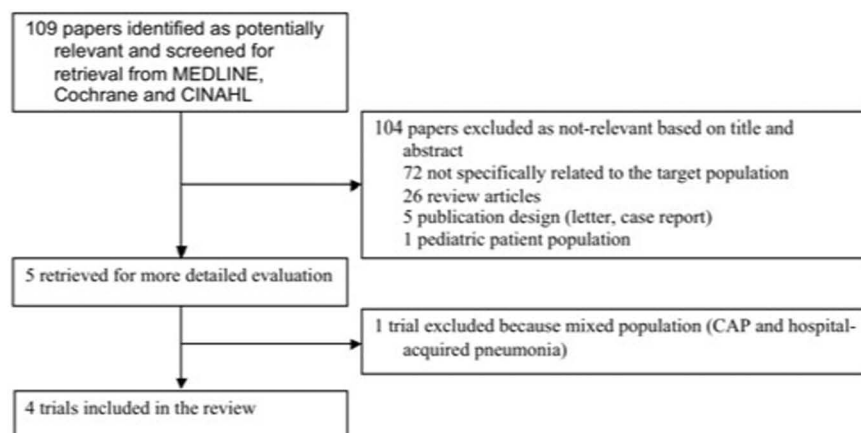 109 papers identified as potentially
relevant and screened for
retrieval from MEDLINE,
Cochrane and CINAHL
104 papers excluded as not-relevant based on title and
abstract
72 not specifically related to the target population
26 review articles
5 publication design (letter, case report)
1 pediatric patient population
5 retrieved for more detailed evaluation
1 trial excluded because mixed population (CAP and hospital-
acquired pneumonia)
4 trials included in the review